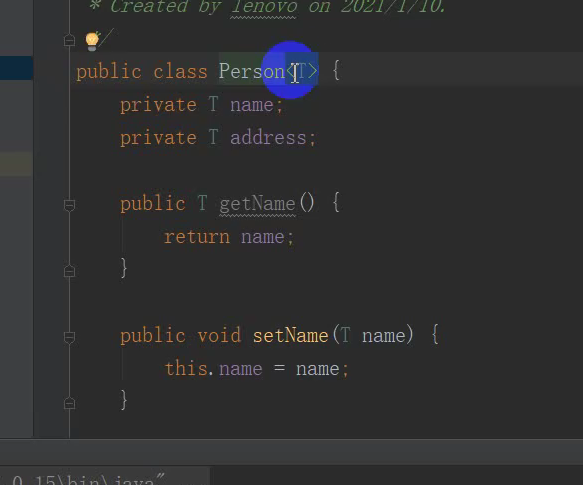 * Created by lenovo on 2021/1/10.
*/
public class Person<T> {
private T name;
private T address;
public T getName() {
return name;
}
public void setName(T name) {
this.name = name;
}
0_15\bin\java"